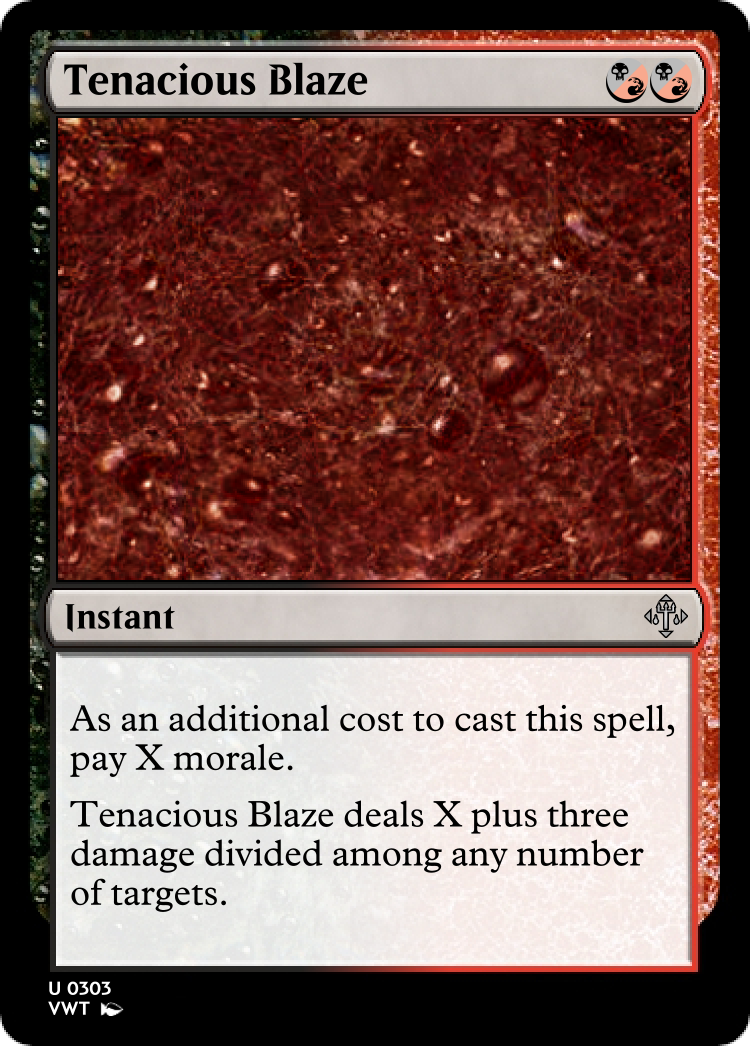 Tenacious Blaze
Instant
As an additional cost to cast this spell,
pay X morale.
Tenacious Blaze deals X plus three
damage divided among any number
of targets.
U 0303
VWT